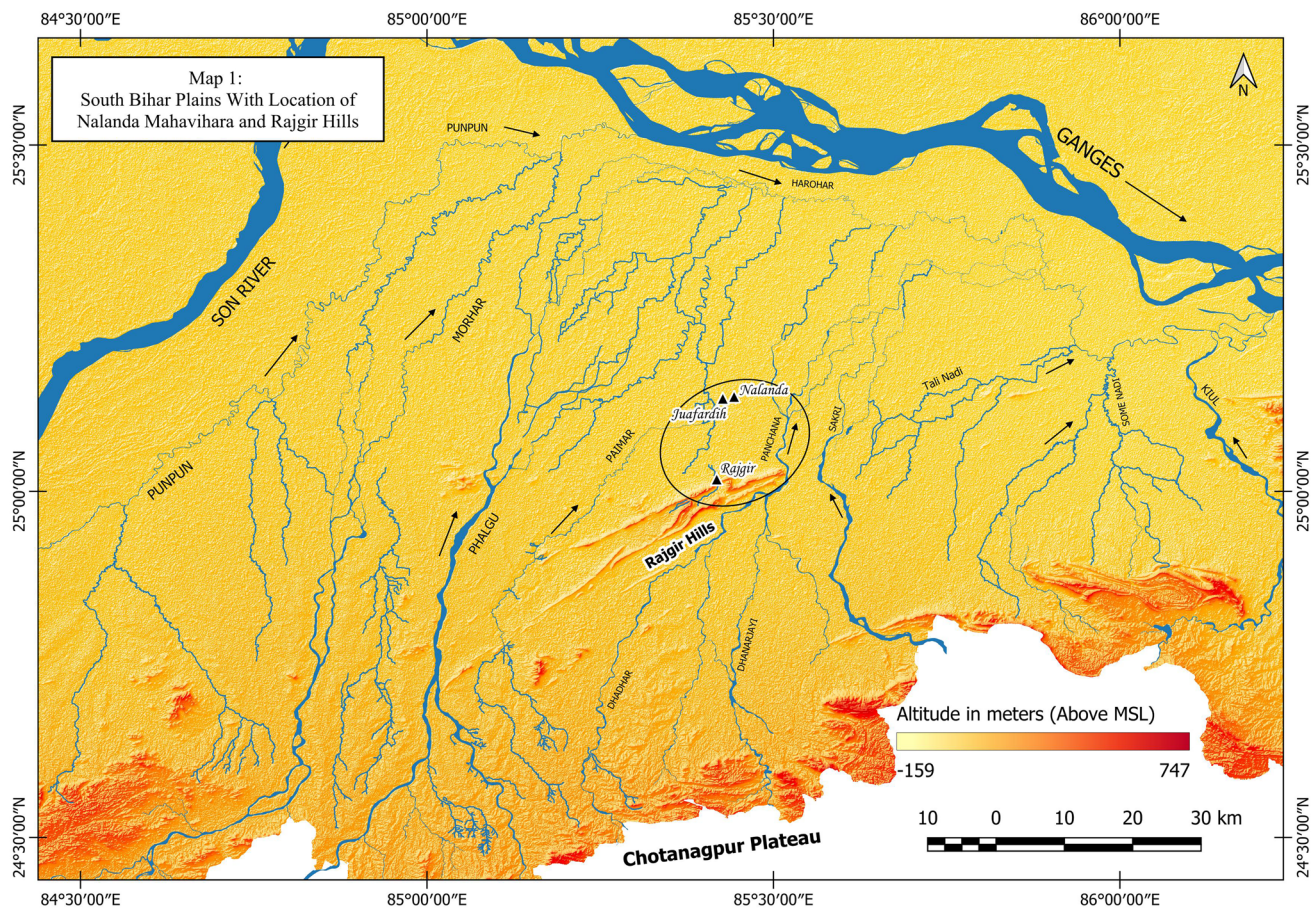 84°30′00″E
85°00′00″E
85°30′00″E
86°00′00″E
Map 1:
South Bihar Plains With Location of
Nalanda Mahavihara and Rajgir Hills
N
25°30′00″N
25°30′00″N
PUNPUN
GANGES
HAROHAR
SON RIVER
MORHAR
Tali Nadi
Nalanda
Juafardih
SOME NADI
KIUL
SAKRI
PANCHANA
PAIMAR
Rajgir
PUNPUN
25°00′00″N
25°00′00″N
PHALGU
Rajgir Hills
DHANARJAYI
DHADHAR
Altitude in meters (Above MSL)
-159
747
10
0
10
20
30 km
Chotanagpur Plateau
24°30′00″N
24°30′00″N
84°30′00″E
85°00′00″E
85°30′00″E
86°00′00″E